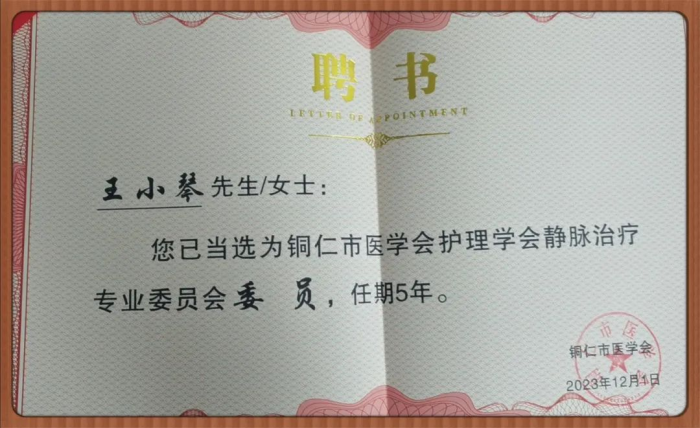 聘 书
LETTER OF APPOINTMENT
王小琴 先生/女士：
您已当选为铜仁市医学会护理学会静脉治疗
专业委员会委 员，任期5年。
铜仁市医学会
2023年12月1日